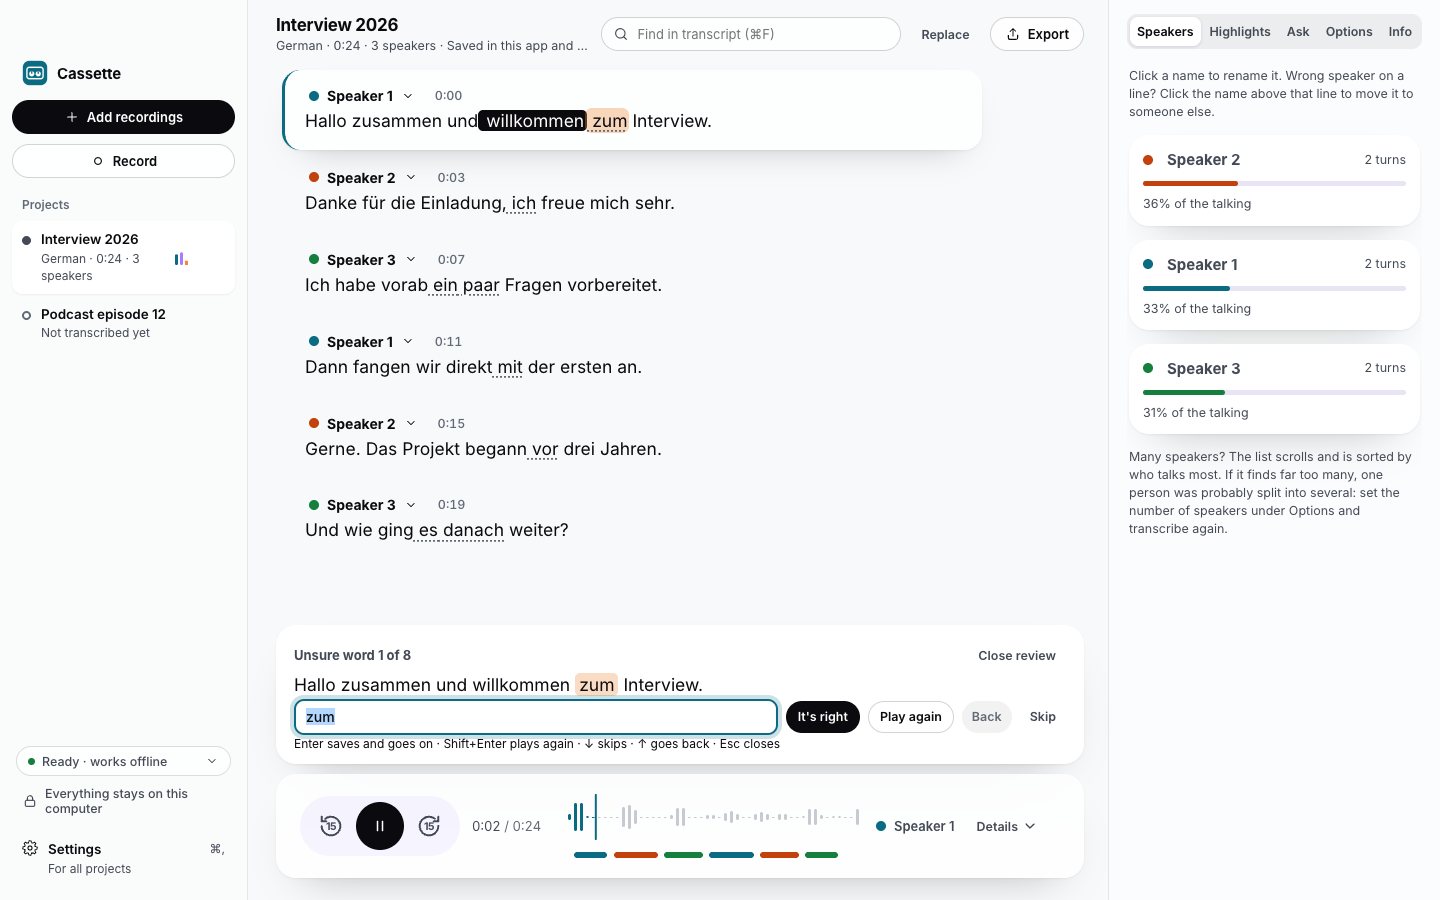 Cassette
Add recordings
Record
Projects
Interview 2026
German · 0:24 · 3
speakers
Podcast episode 12
Not transcribed yet
Ready · works offline
Everything stays on this
computer
Settings
⌘,
For all projects
Interview 2026
German · 0:24 · 3 speakers · Saved in this app and ...
Find in transcript (⌘F)
Replace
Export
Speaker 1 0:00
Hallo zusammen und willkommen zum Interview.
Speaker 2 0:03
Danke für die Einladung, ich freue mich sehr.
Speaker 3 0:07
Ich habe vorab ein paar Fragen vorbereitet.
Speaker 1 0:11
Dann fangen wir direkt mit der ersten an.
Speaker 2 0:15
Gerne. Das Projekt begann vor drei Jahren.
Speaker 3 0:19
Und wie ging es danach weiter?
Unsure word 1 of 8
Close review
Hallo zusammen und willkommen zum Interview.
zum
It's right
Play again
Back
Skip
Enter saves and goes on · Shift+Enter plays again · ↓ skips · ↑ goes back · Esc closes
15
15
0:02 / 0:24
Speaker 1
Details
Speakers
Highlights
Ask
Options
Info
Click a name to rename it. Wrong speaker on a
line? Click the name above that line to move it to
someone else.
Speaker 2 2 turns
36% of the talking
Speaker 1 2 turns
33% of the talking
Speaker 3 2 turns
31% of the talking
Many speakers? The list scrolls and is sorted by
who talks most. If it finds far too many, one
person was probably split into several: set the
number of speakers under Options and
transcribe again.